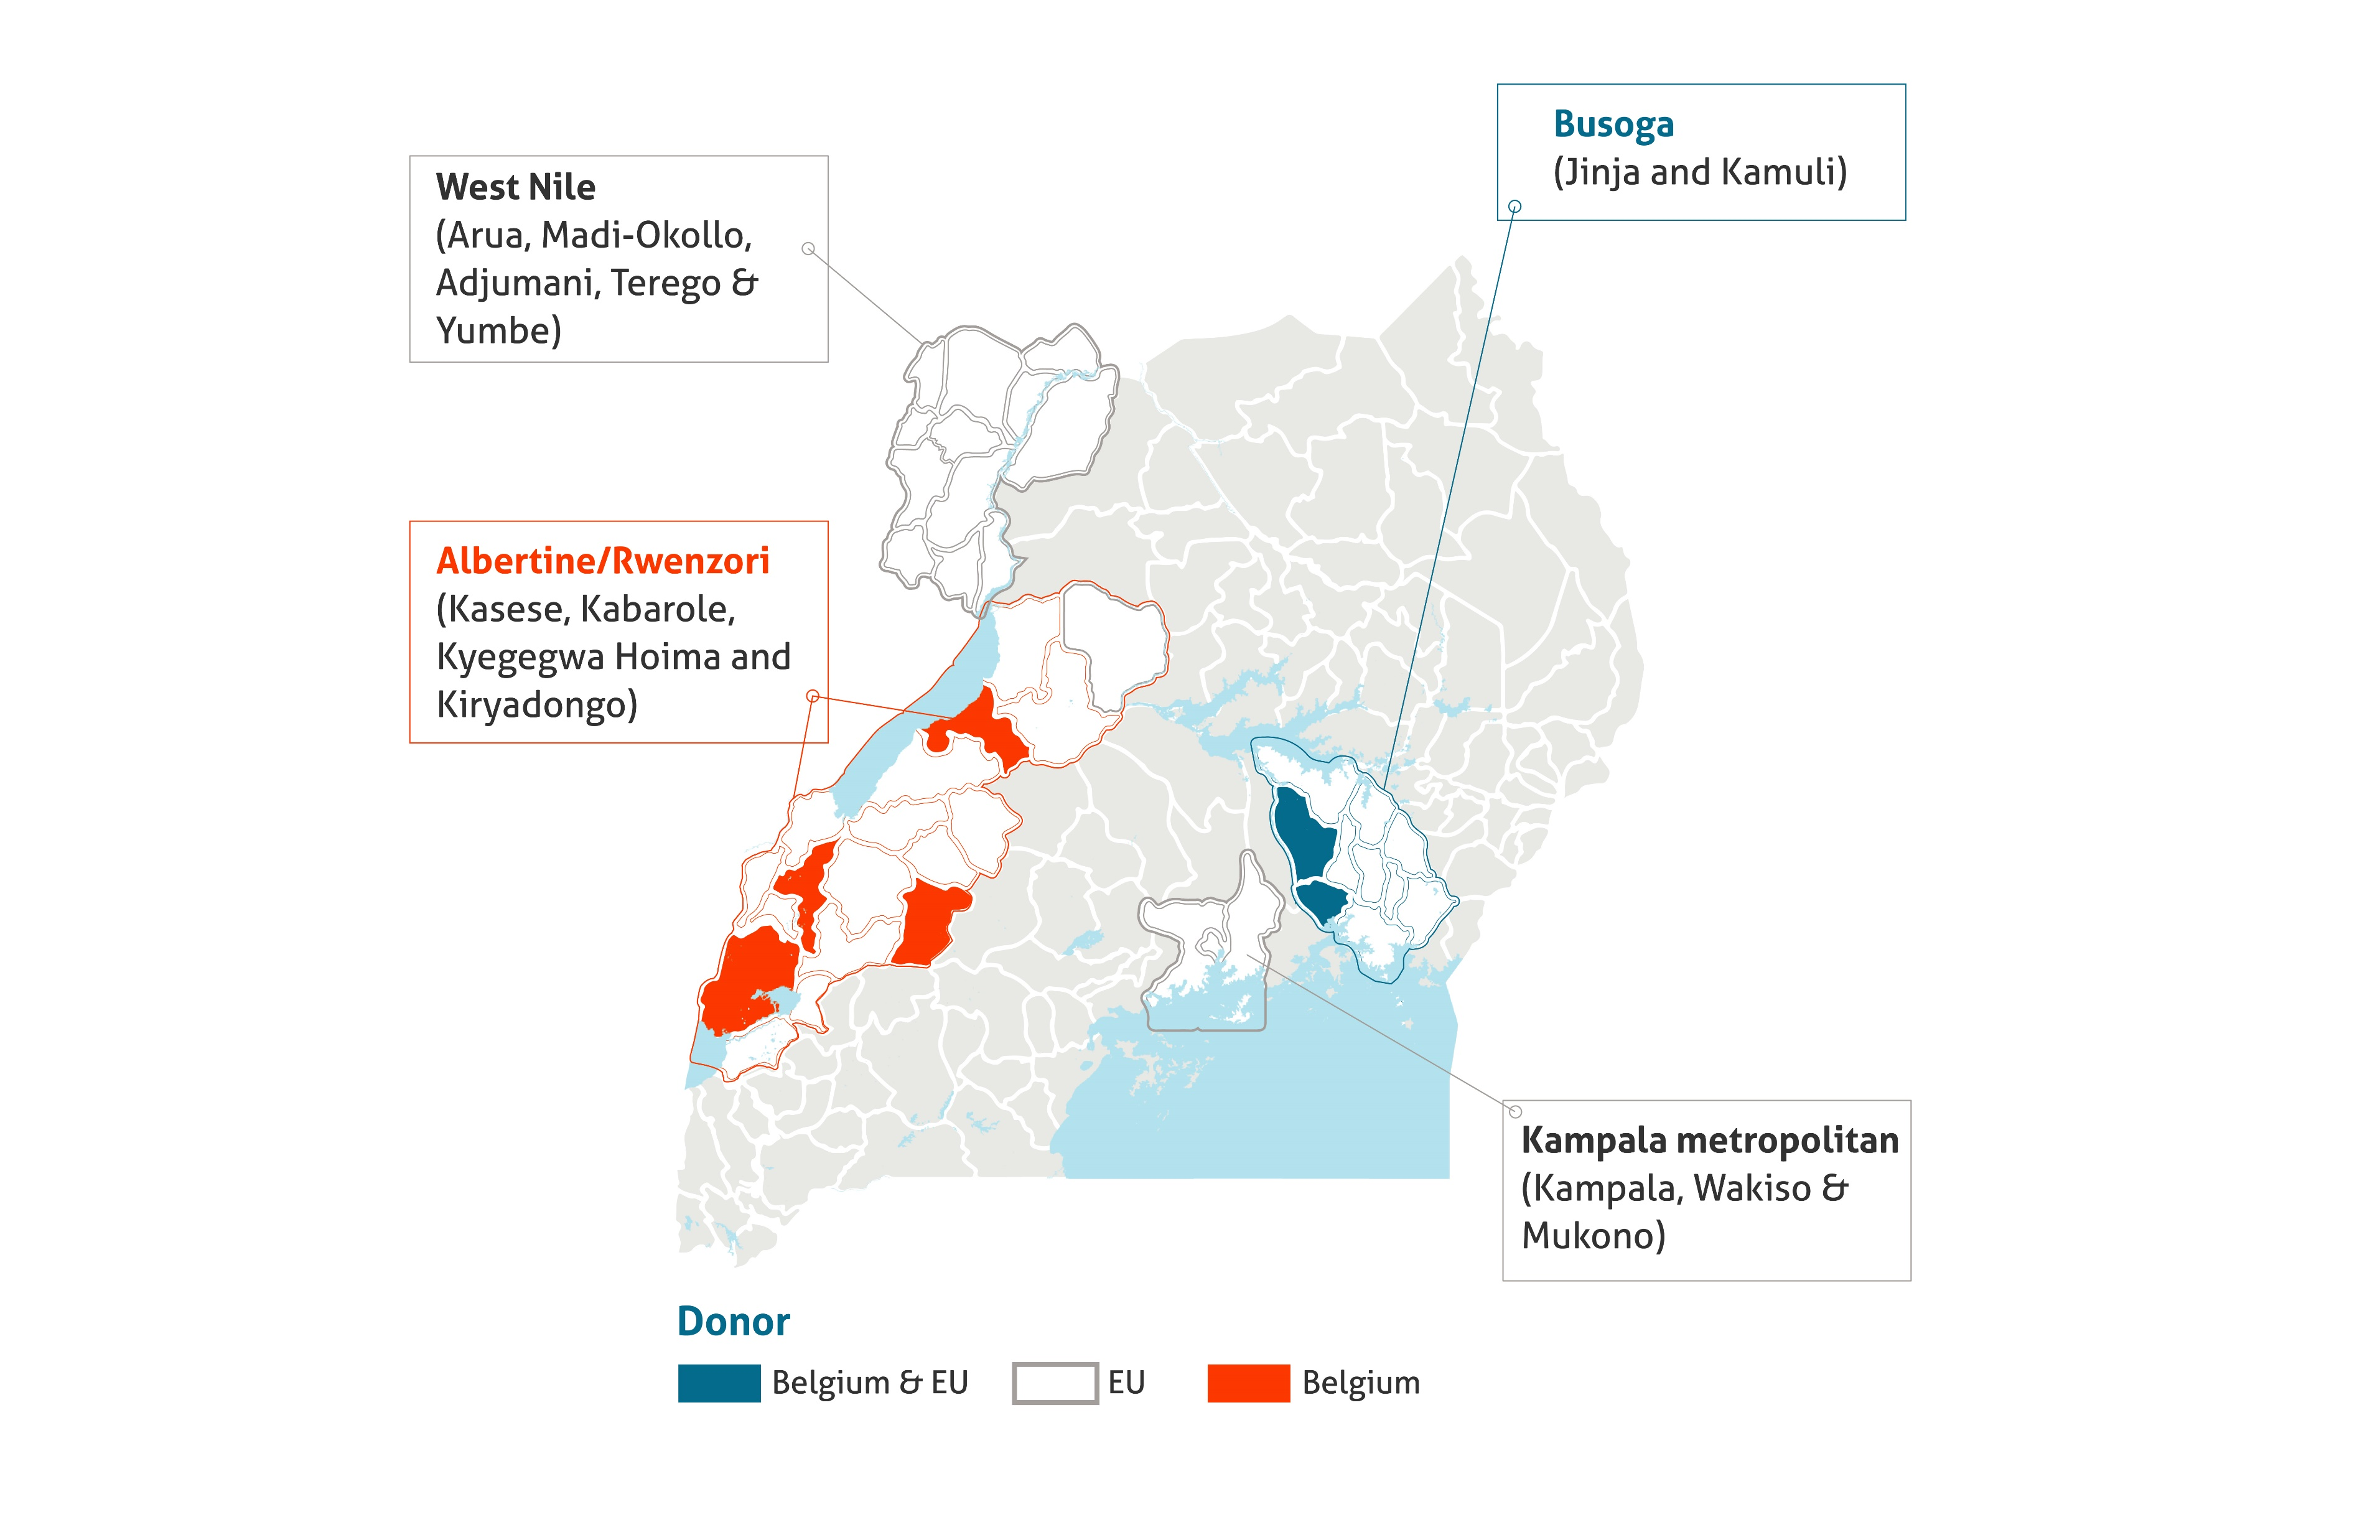 Busoga
(Jinja and Kamuli)
West Nile
(Arua, Madi-Okollo,
Adjumani, Terego &
Yumbe)
Albertine/Rwenzori
(Kasese, Kabarole,
Kyegegwa Hoima and
Kiryadongo)
Kampala metropolitan
(Kampala, Wakiso &
Mukono)
Donor
Belgium & EU
EU
Belgium